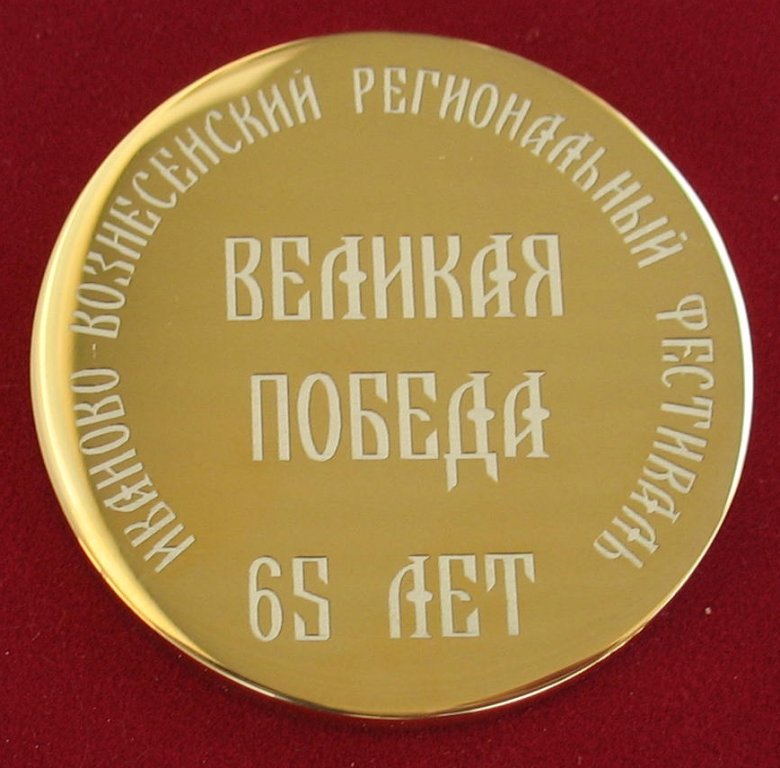 ИВАНОВО-ВОЗНЕСЕНСКИЙ РЕГИОНАЛЬНЫЙ ФЕСТИВАЛЬ
ВЕЛИКАЯ
ПОБЕДА
65 ЛЕТ